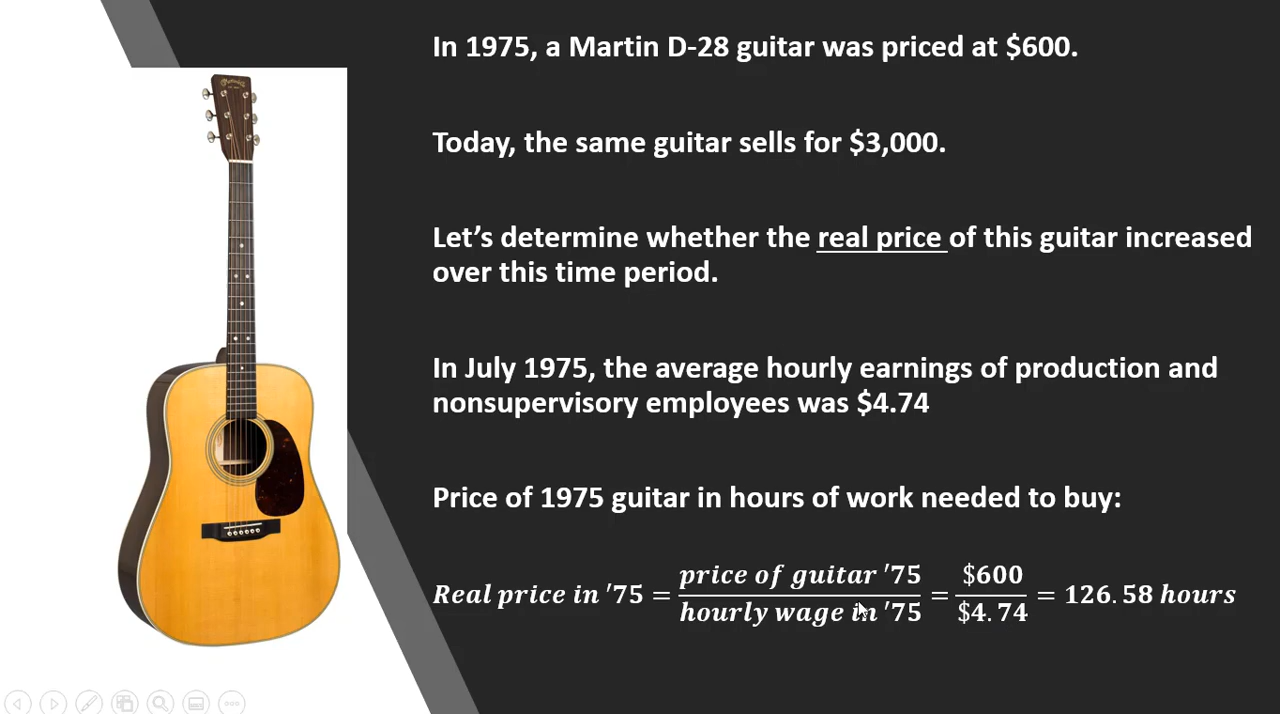 In 1975, a Martin D-28 guitar was priced at $600.
Today, the same guitar sells for $3,000.
Let’s determine whether the real price of this guitar increased
over this time period.
In July 1975, the average hourly earnings of production and
nonsupervisory employees was $4.74
Price of 1975 guitar in hours of work needed to buy:
Real price in ′75 = price of guitar ′75 / hourly wage in ′75 = $600 / $4.74 = 126.58 hours